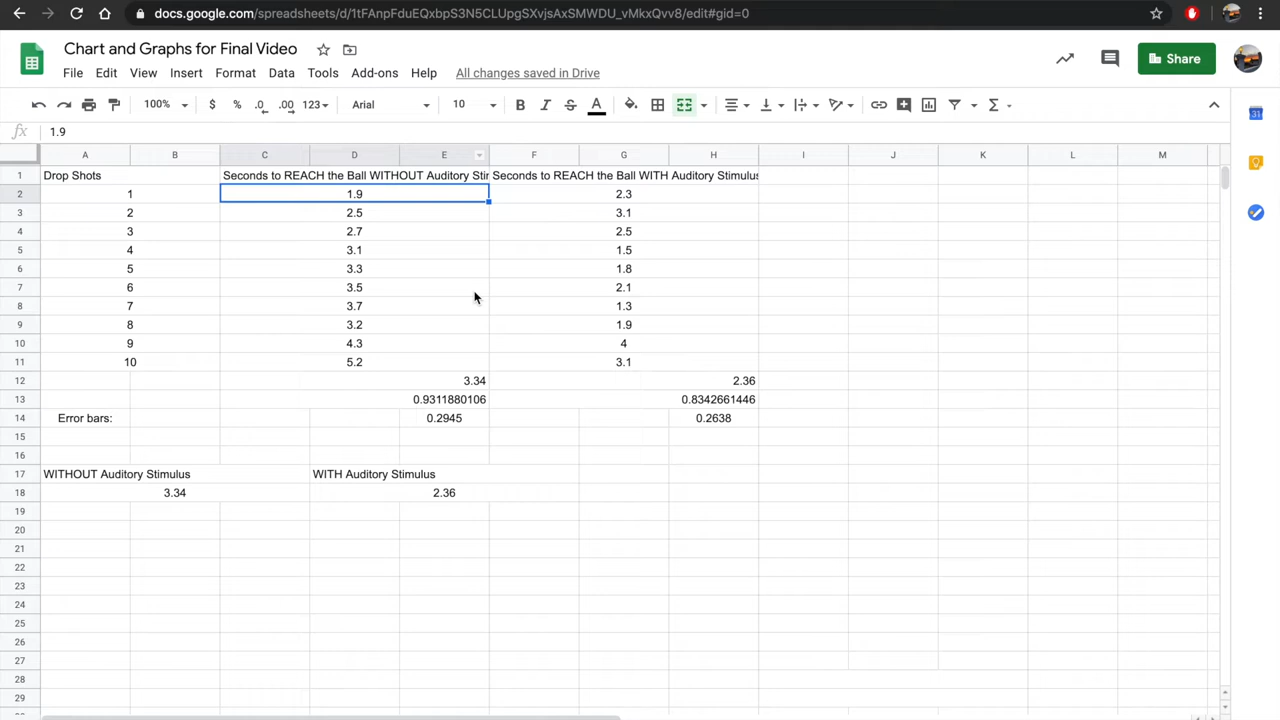 docs.google.com/spreadsheets/d/1tFAnpFduEQxbpS3N5CLUpgSXvjsAxSMWDU_vMkxQvv8/edit#gid=0
Chart and Graphs for Final Video
File Edit View Insert Format Data Tools Add-ons Help All changes saved in Drive
Share
100% $ % .0 .00 123 Arial 10 B I S A Σ
fx 1.9
A B C D E F G H I J K L M
1 Drop Shots Seconds to REACH the Ball WITHOUT Auditory Stir Seconds to REACH the Ball WITH Auditory Stimulus
2 1 1.9 2.3
3 2 2.5 3.1
4 3 2.7 2.5
5 4 3.1 1.5
6 5 3.3 1.8
7 6 3.5 2.1
8 7 3.7 1.3
9 8 3.2 1.9
10 9 4.3 4
11 10 5.2 3.1
12 3.34 2.36
13 0.9311880106 0.8342661446
14 Error bars: 0.2945 0.2638
15
16
17 WITHOUT Auditory Stimulus WITH Auditory Stimulus
18 3.34 2.36
19
20
21
22
23
24
25
26
27
28
29
31